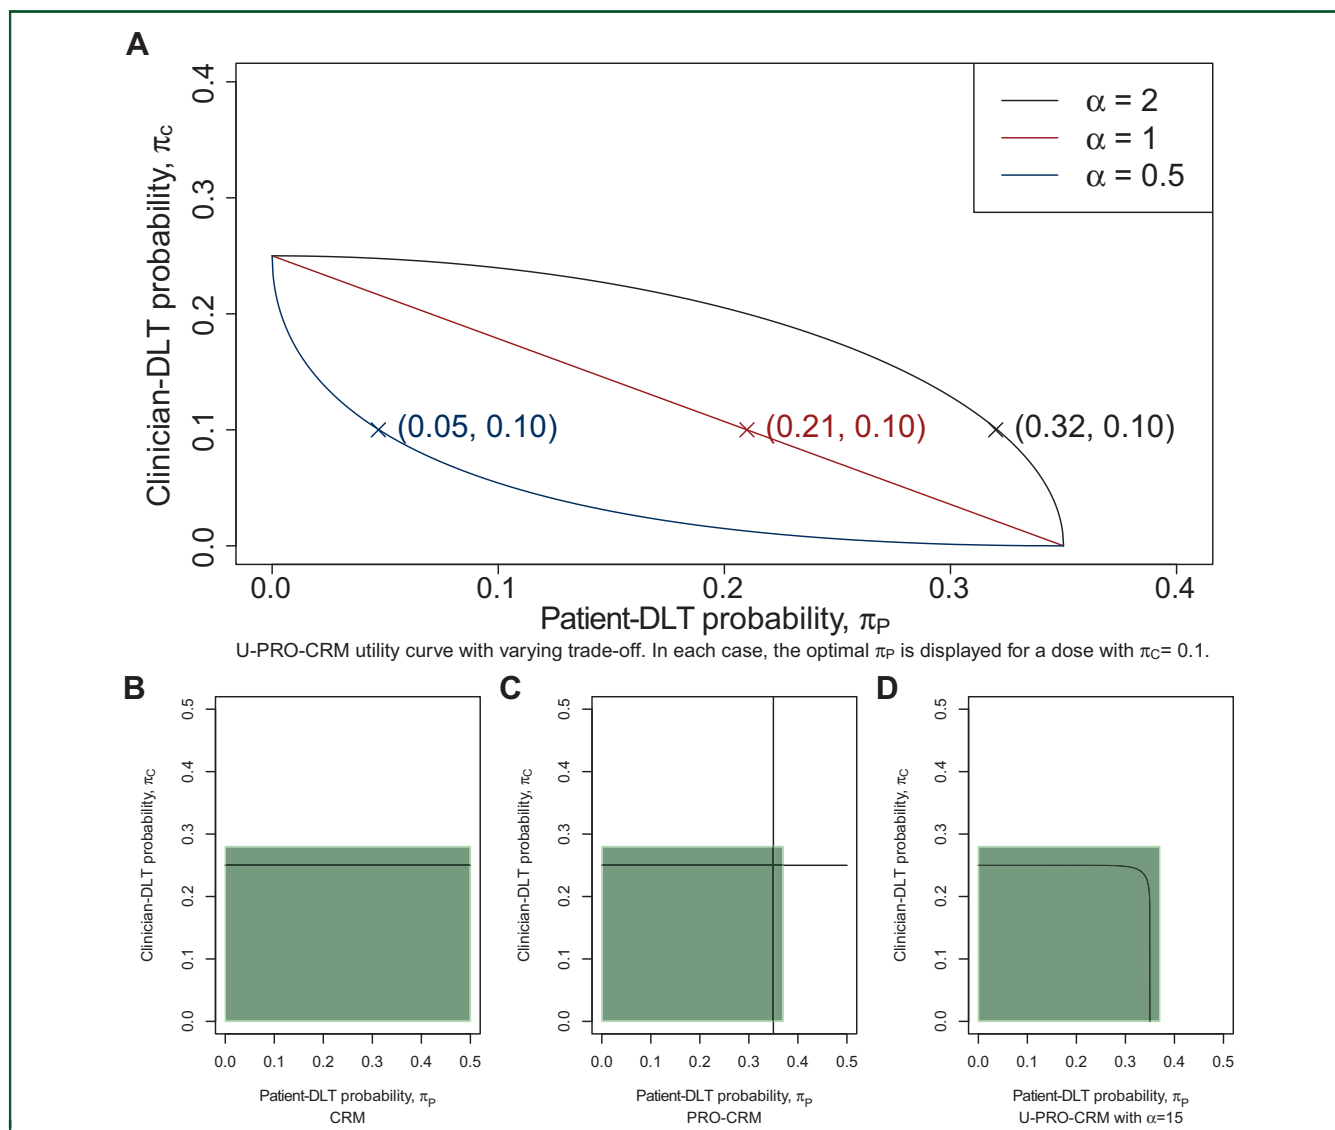 A
Clinician-DLT probability, πc
0.4
0.3
0.2
0.1
0.0
α = 2
α = 1
α = 0.5
(0.05, 0.10)
(0.21, 0.10)
(0.32, 0.10)
0.0 0.1 0.2 0.3 0.4
Patient-DLT probability, πP
U-PRO-CRM utility curve with varying trade-off. In each case, the optimal πP is displayed for a dose with πC= 0.1.
B
Clinician-DLT probability, πC
0.5
0.4
0.3
0.2
0.1
0.0
0.0 0.1 0.2 0.3 0.4 0.5
Patient-DLT probability, πP
CRM
C
Clinician-DLT probability, πC
0.5
0.4
0.3
0.2
0.1
0.0
0.0 0.1 0.2 0.3 0.4 0.5
Patient-DLT probability, πP
PRO-CRM
D
Clinician-DLT probability, πC
0.5
0.4
0.3
0.2
0.1
0.0
0.0 0.1 0.2 0.3 0.4 0.5
Patient-DLT probability, πP
U-PRO-CRM with α=15